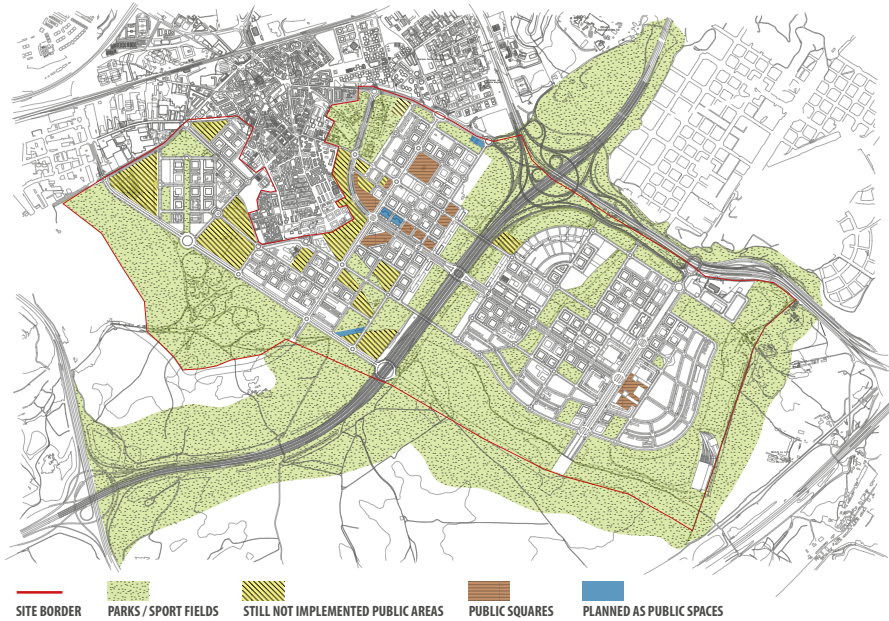 SITE BORDER
PARKS / SPORT FIELDS
STILL NOT IMPLEMENTED PUBLIC AREAS
PUBLIC SQUARES
PLANNED AS PUBLIC SPACES